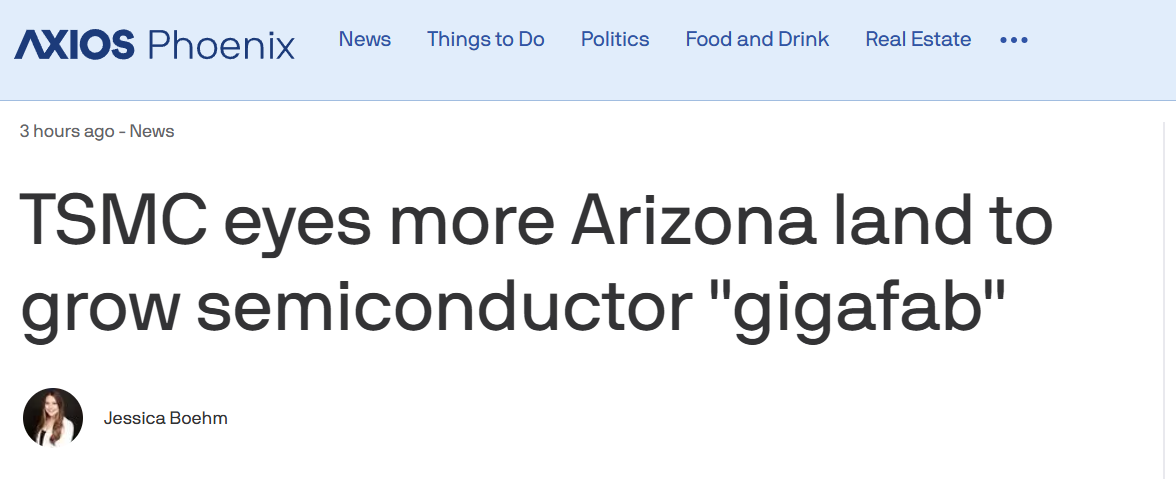 AXIOS Phoenix News Things to Do Politics Food and Drink Real Estate •••
3 hours ago - News
TSMC eyes more Arizona land to
grow semiconductor "gigafab"
Jessica Boehm